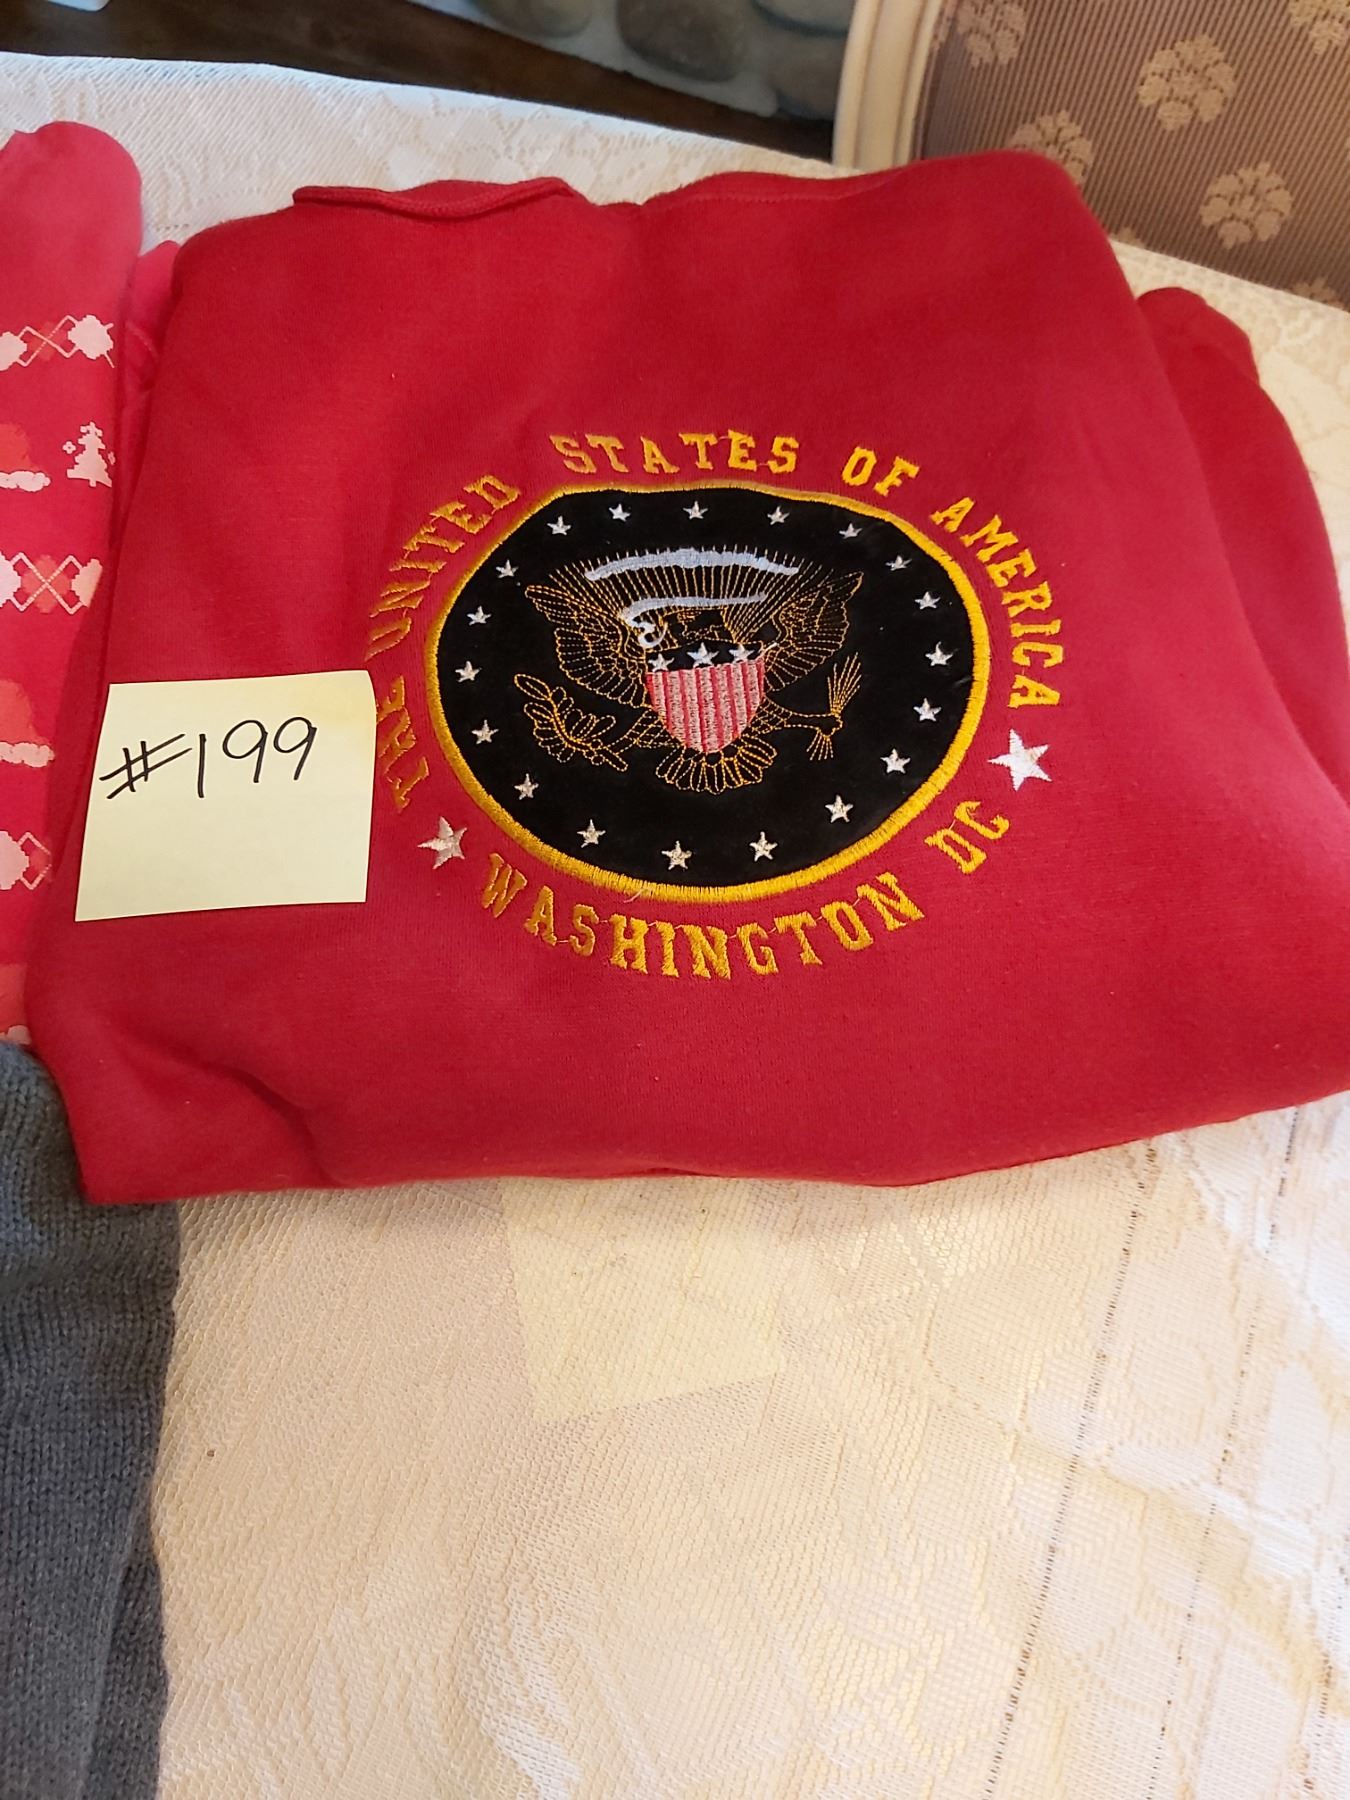 THE UNITED STATES OF AMERICA
WASHINGTON DC
#199